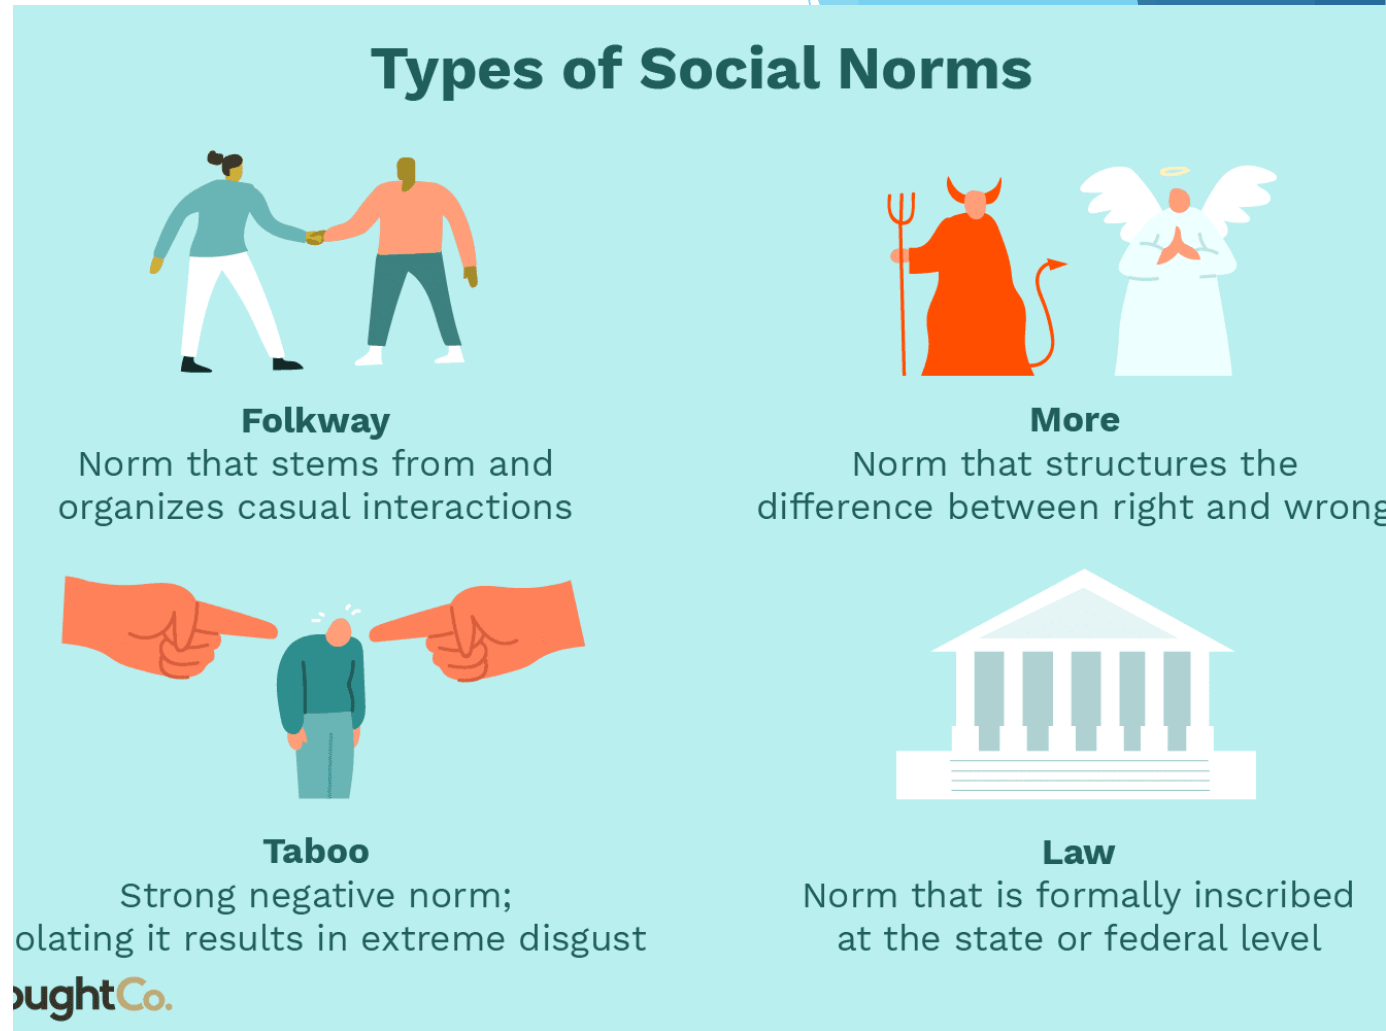 Types of Social Norms
Folkway
Norm that stems from and
organizes casual interactions
More
Norm that structures the
difference between right and wrong
Taboo
Strong negative norm;
olating it results in extreme disgust
Law
Norm that is formally inscribed
at the state or federal level
oughtCo.